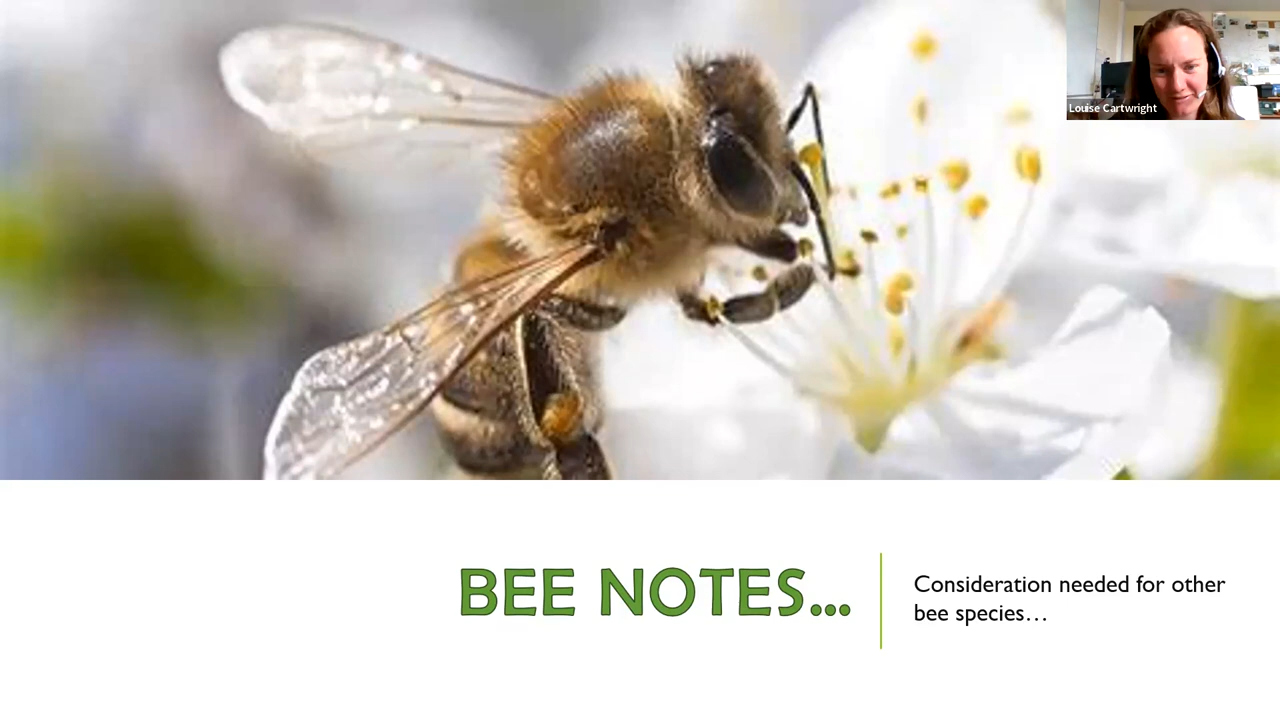 Louise Cartwright
BEE NOTES...
Consideration needed for other
bee species…